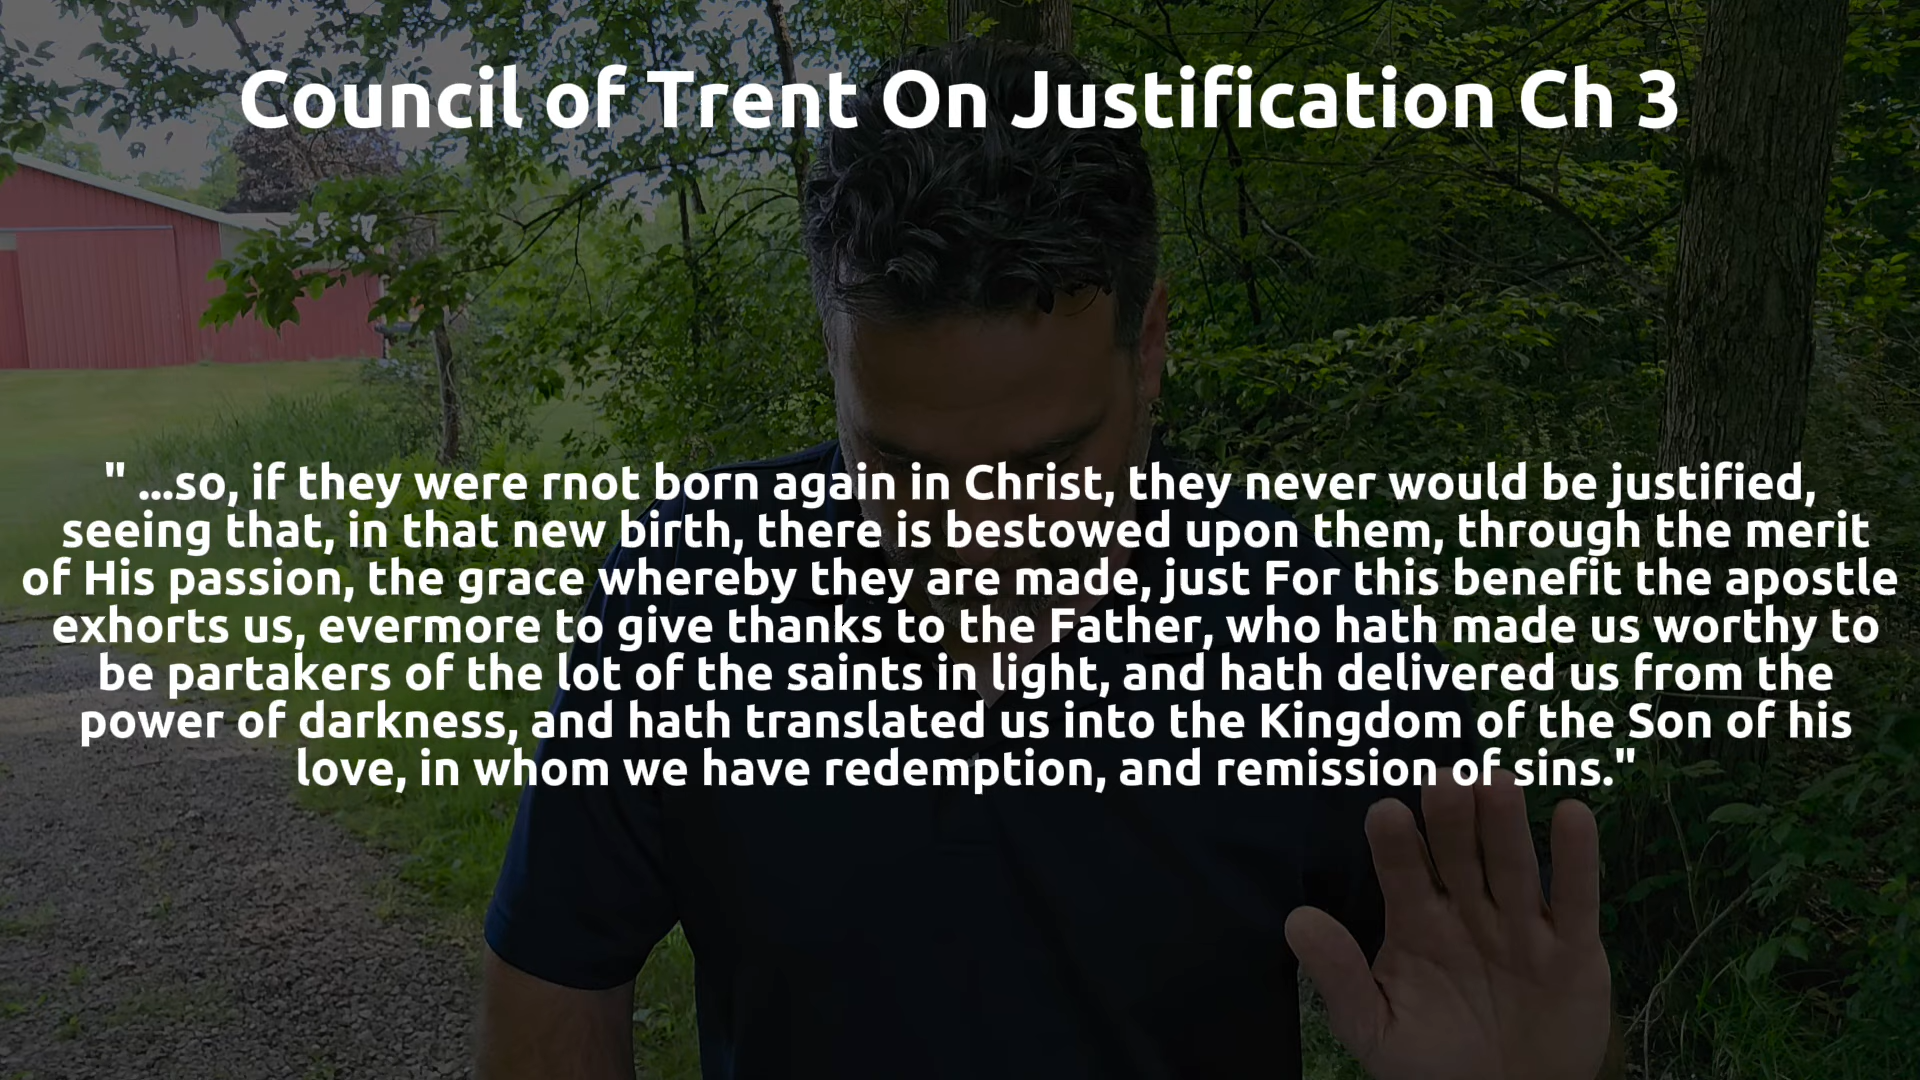 Council of Trent On Justification Ch 3
" ...so, if they were rnot born again in Christ, they never would be justified,
seeing that, in that new birth, there is bestowed upon them, through the merit
of His passion, the grace whereby they are made, just For this benefit the apostle
exhorts us, evermore to give thanks to the Father, who hath made us worthy to
be partakers of the lot of the saints in light, and hath delivered us from the
power of darkness, and hath translated us into the Kingdom of the Son of his
love, in whom we have redemption, and remission of sins."